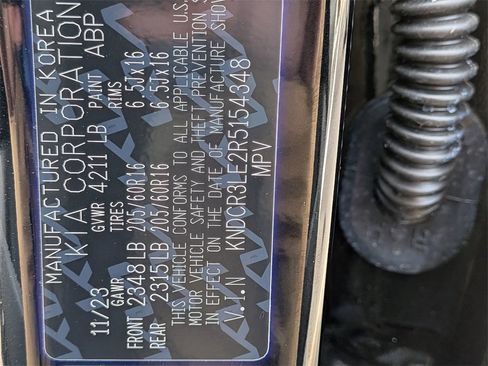 MANUFACTURED IN KOREA
KIA CORPORATION
11/23 GVWR 4211 LB PAINT ABP
GAWR TIRES RIMS
FRONT 2348LB 205/60R16 6.50x16
REAR 2315LB 205/60R16 6.50x16
THIS VEHICLE CONFORMS TO ALL APPLICABLE U.S.
MOTOR VEHICLE SAFETY AND THEFT PREVENTION
IN EFFECT ON THE DATE OF MANUFACTURE SHOWN
V.I.N KNDCR3LE2R5154348
MPV